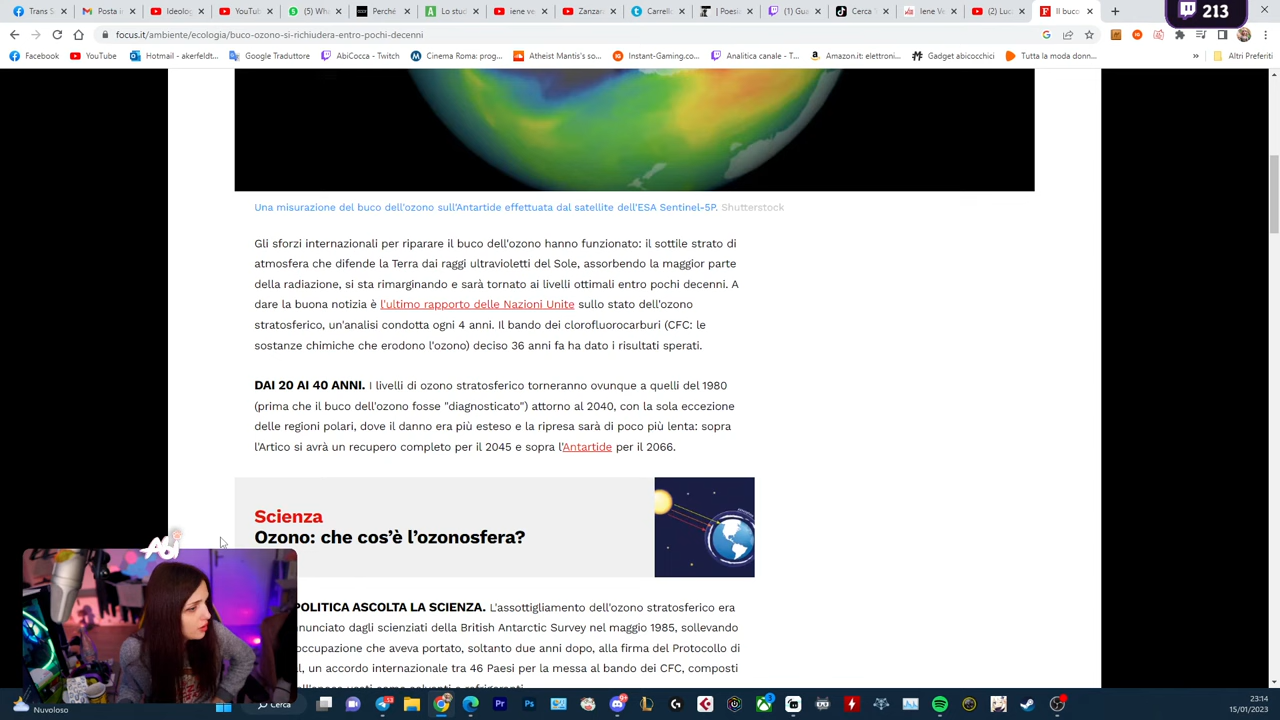 Trans S
Posta in
Ideolog
YouTu
(5) Wh
Perché
Lo stuc
iene ve
Zanzar
Carrello
Postic
(1) Gua
Cerca T
Iene Ve
(2) Luc
Il buco
213
focus.it/ambiente/ecologia/buco-ozono-si-richiudera-entro-pochi-decenni
Facebook
YouTube
Hotmail - akerfeldt...
Google Traduttore
AbiCocca - Twitch
Cinema Roma: prog...
Atheist Mantis's so...
Instant-Gaming.co...
Analitica canale - T...
Amazon.it: elettroni...
Gadget abicocchici
Tutta la moda donn...
»
Altri Preferiti
Una misurazione del buco dell'ozono sull'Antartide effettuata dal satellite dell'ESA Sentinel-5P. Shutterstock
Gli sforzi internazionali per riparare il buco dell'ozono hanno funzionato: il sottile strato di
atmosfera che difende la Terra dai raggi ultravioletti del Sole, assorbendo la maggior parte
della radiazione, si sta rimarginando e sarà tornato ai livelli ottimali entro pochi decenni. A
dare la buona notizia è l'ultimo rapporto delle Nazioni Unite sullo stato dell'ozono
stratosferico, un'analisi condotta ogni 4 anni. Il bando dei clorofluorocarburi (CFC: le
sostanze chimiche che erodono l'ozono) deciso 36 anni fa ha dato i risultati sperati.
DAI 20 AI 40 ANNI. I livelli di ozono stratosferico torneranno ovunque a quelli del 1980
(prima che il buco dell'ozono fosse "diagnosticato") attorno al 2040, con la sola eccezione
delle regioni polari, dove il danno era più esteso e la ripresa sarà di poco più lenta: sopra
l'Artico si avrà un recupero completo per il 2045 e sopra l'Antartide per il 2066.
Scienza
Ozono: che cos'è l'ozonosfera?
POLITICA ASCOLTA LA SCIENZA. L'assottigliamento dell'ozono stratosferico era
nnunciato dagli scienziati della British Antarctic Survey nel maggio 1985, sollevando
occupazione che aveva portato, soltanto due anni dopo, alla firma del Protocollo di
l, un accordo internazionale tra 46 Paesi per la messa al bando dei CFC, composti
Nuvoloso
Cerca
23:14
15/01/2023